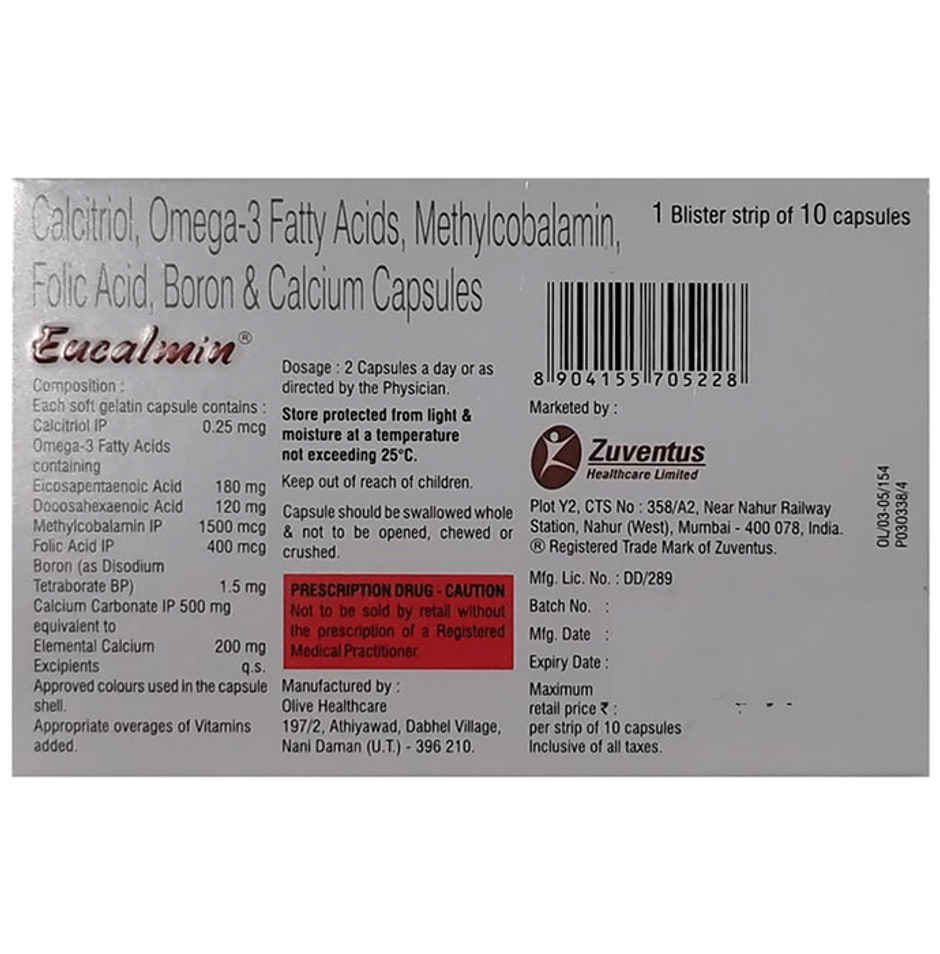 Calcitriol, Omega-3 Fatty Acids, Methylcobalamin,
Folic Acid, Boron & Calcium Capsules
1 Blister strip of 10 capsules
Eucalmin®
Composition :
Each soft gelatin capsule contains :
Calcitriol IP 0.25 mcg
Omega-3 Fatty Acids
containing
Eicosapentaenoic Acid 180 mg
Docosahexaenoic Acid 120 mg
Methylcobalamin IP 1500 mcg
Folic Acid IP 400 mcg
Boron (as Disodium
Tetraborate BP) 1.5 mg
Calcium Carbonate IP 500 mg
equivalent to
Elemental Calcium 200 mg
Excipients q.s.
Approved colours used in the capsule
shell.
Appropriate overages of Vitamins
added.
Dosage : 2 Capsules a day or as
directed by the Physician.
Store protected from light &
moisture at a temperature
not exceeding 25°C.
Keep out of reach of children.
Capsule should be swallowed whole
& not to be opened, chewed or
crushed.
PRESCRIPTION DRUG - CAUTION
Not to be sold by retail without
the prescription of a Registered
Medical Practitioner.
Manufactured by :
Olive Healthcare
197/2, Athiyawad, Dabhel Village,
Nani Daman (U.T.) - 396 210.
8 904155 705228
Marketed by :
Zuventus
Healthcare Limited
Plot Y2, CTS No : 358/A2, Near Nahur Railway
Station, Nahur (West), Mumbai - 400 078, India.
® Registered Trade Mark of Zuventus.
Mfg. Lic. No. : DD/289
Batch No. :
Mfg. Date :
Expiry Date :
Maximum
retail price ₹ :
per strip of 10 capsules
Inclusive of all taxes.
OL/03-05/154
P030338/4